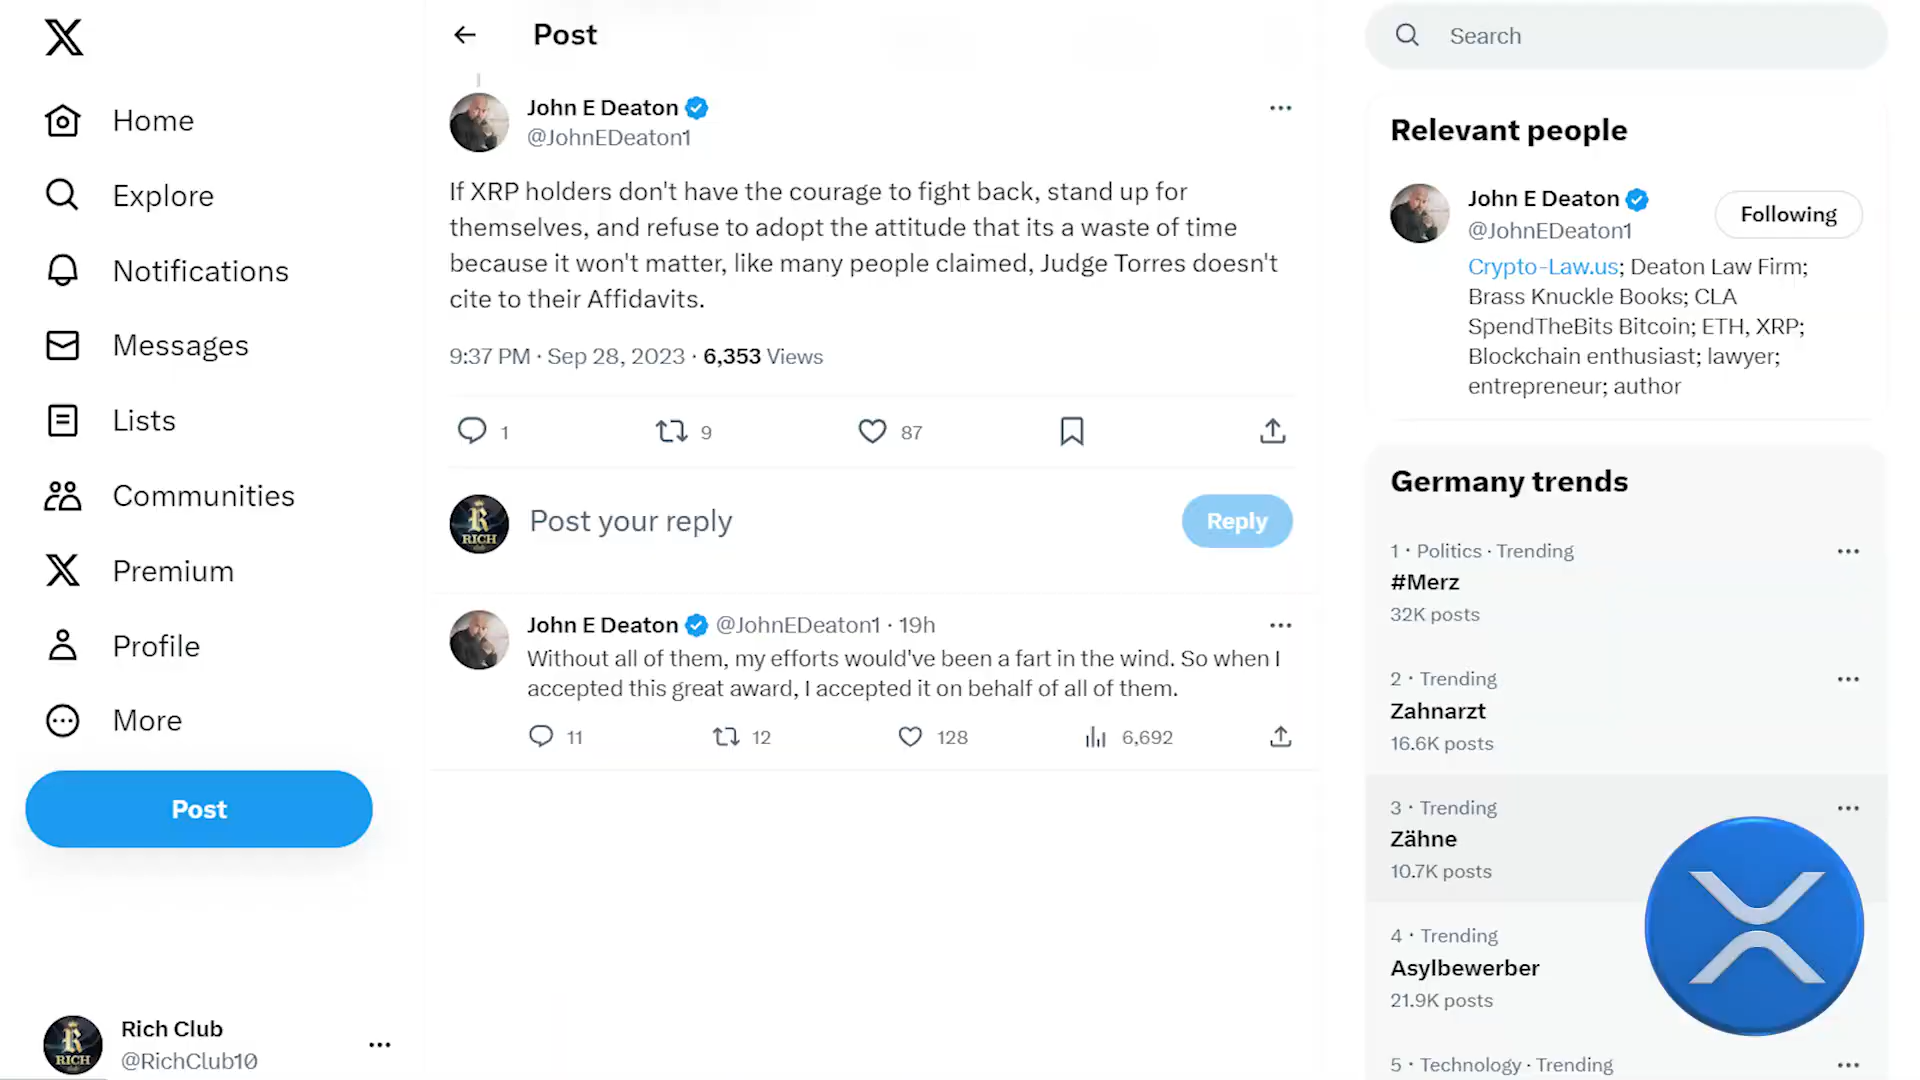 Home
Explore
Notifications
Messages
Lists
Communities
Premium
Profile
More
Post
Rich Club
@RichClub10
Post
John E Deaton
@JohnEDeaton1
If XRP holders don't have the courage to fight back, stand up for
themselves, and refuse to adopt the attitude that its a waste of time
because it won't matter, like many people claimed, Judge Torres doesn't
cite to their Affidavits.
9:37 PM · Sep 28, 2023 · 6,353 Views
1 9 87
RICH
Post your reply
Reply
John E Deaton @JohnEDeaton1 · 19h
Without all of them, my efforts would've been a fart in the wind. So when I
accepted this great award, I accepted it on behalf of all of them.
11 12 128 6,692
Search
Relevant people
John E Deaton
@JohnEDeaton1
Following
Crypto-Law.us; Deaton Law Firm;
Brass Knuckle Books; CLA
SpendTheBits Bitcoin; ETH, XRP;
Blockchain enthusiast; lawyer;
entrepreneur; author
Germany trends
1 · Politics · Trending
#Merz
32K posts
2 · Trending
Zahnarzt
16.6K posts
3 · Trending
Zähne
10.7K posts
4 · Trending
Asylbewerber
21.9K posts
5 · Technology · Trending
RICH